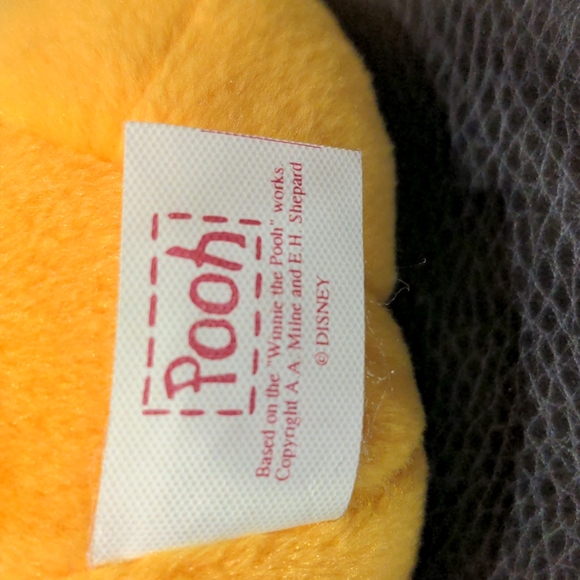 Pooh
Based on the "Winnie the Pooh" works
Copyright A A Milne and E H Shepard
© DISNEY